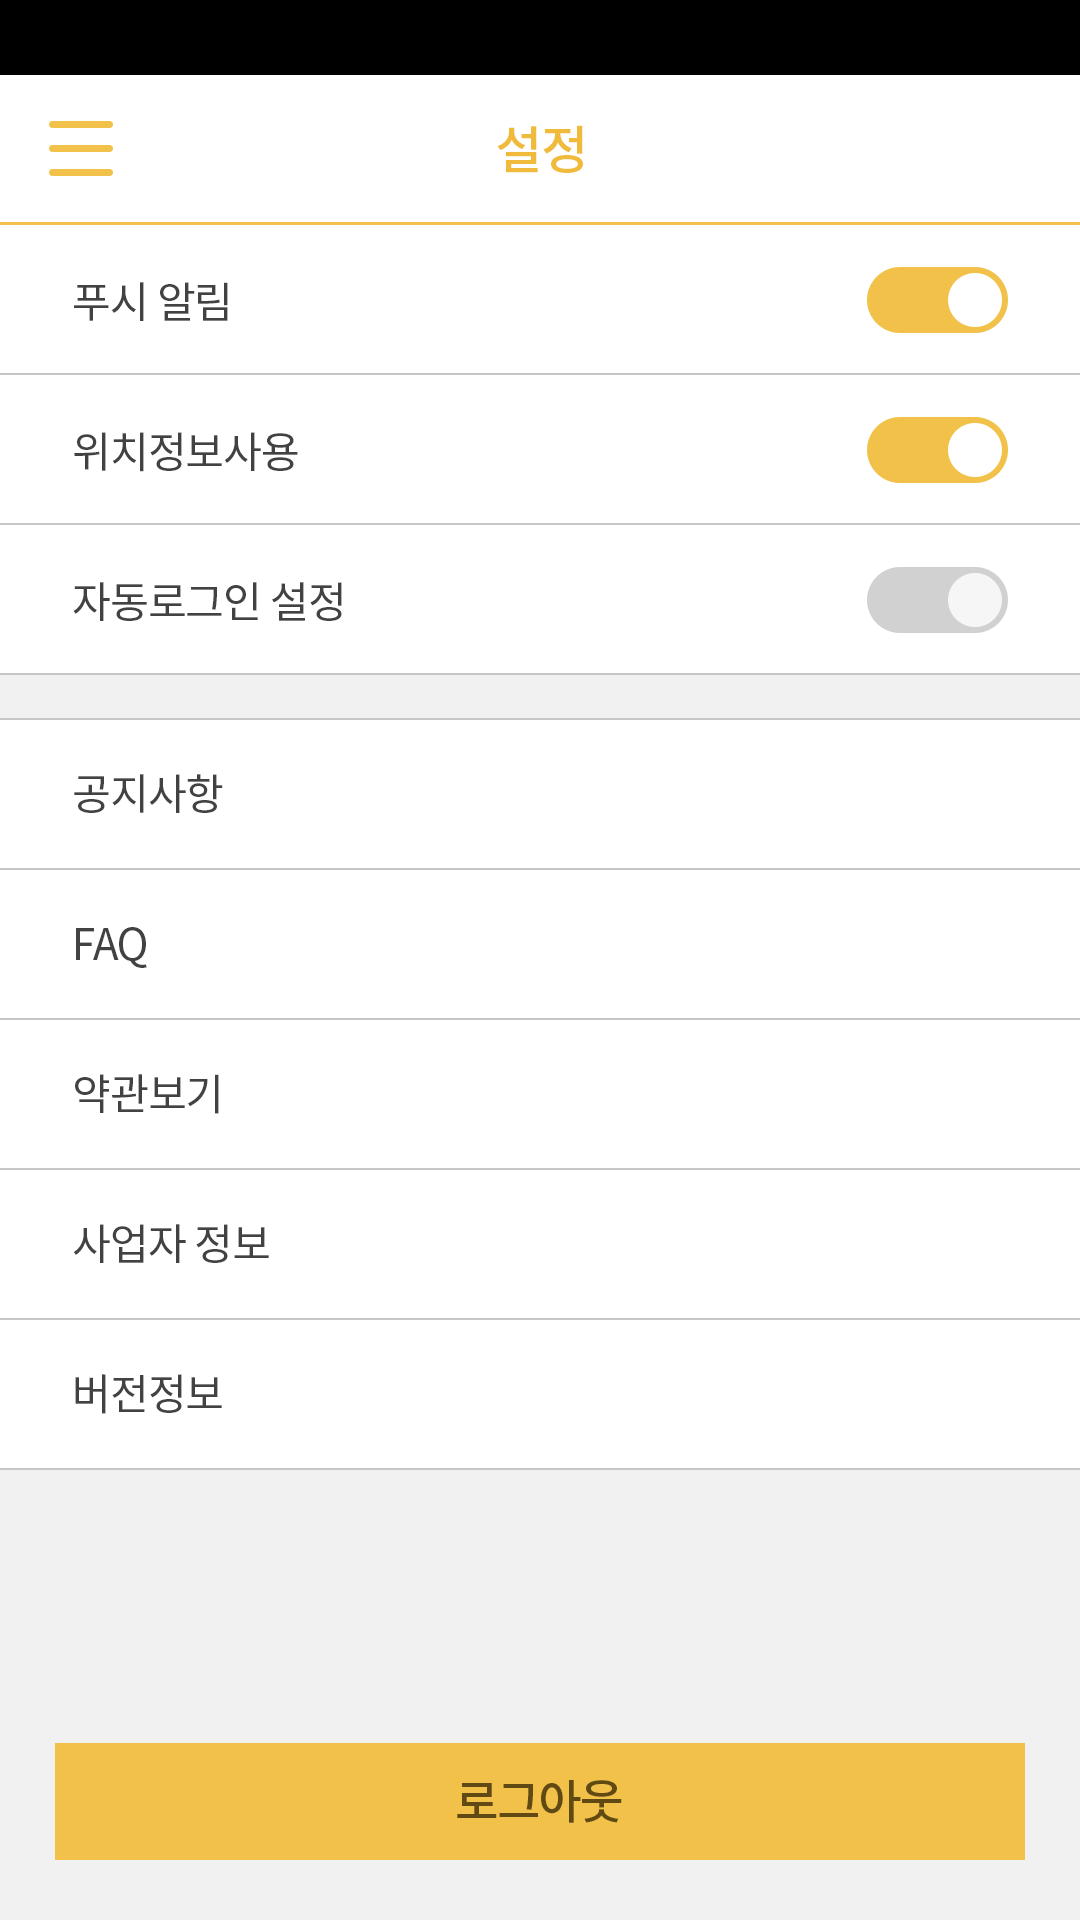 설정
푸시 알림
위치정보사용
자동로그인 설정
공지사항
FAQ
약관보기
사업자 정보
버전정보
로그아웃